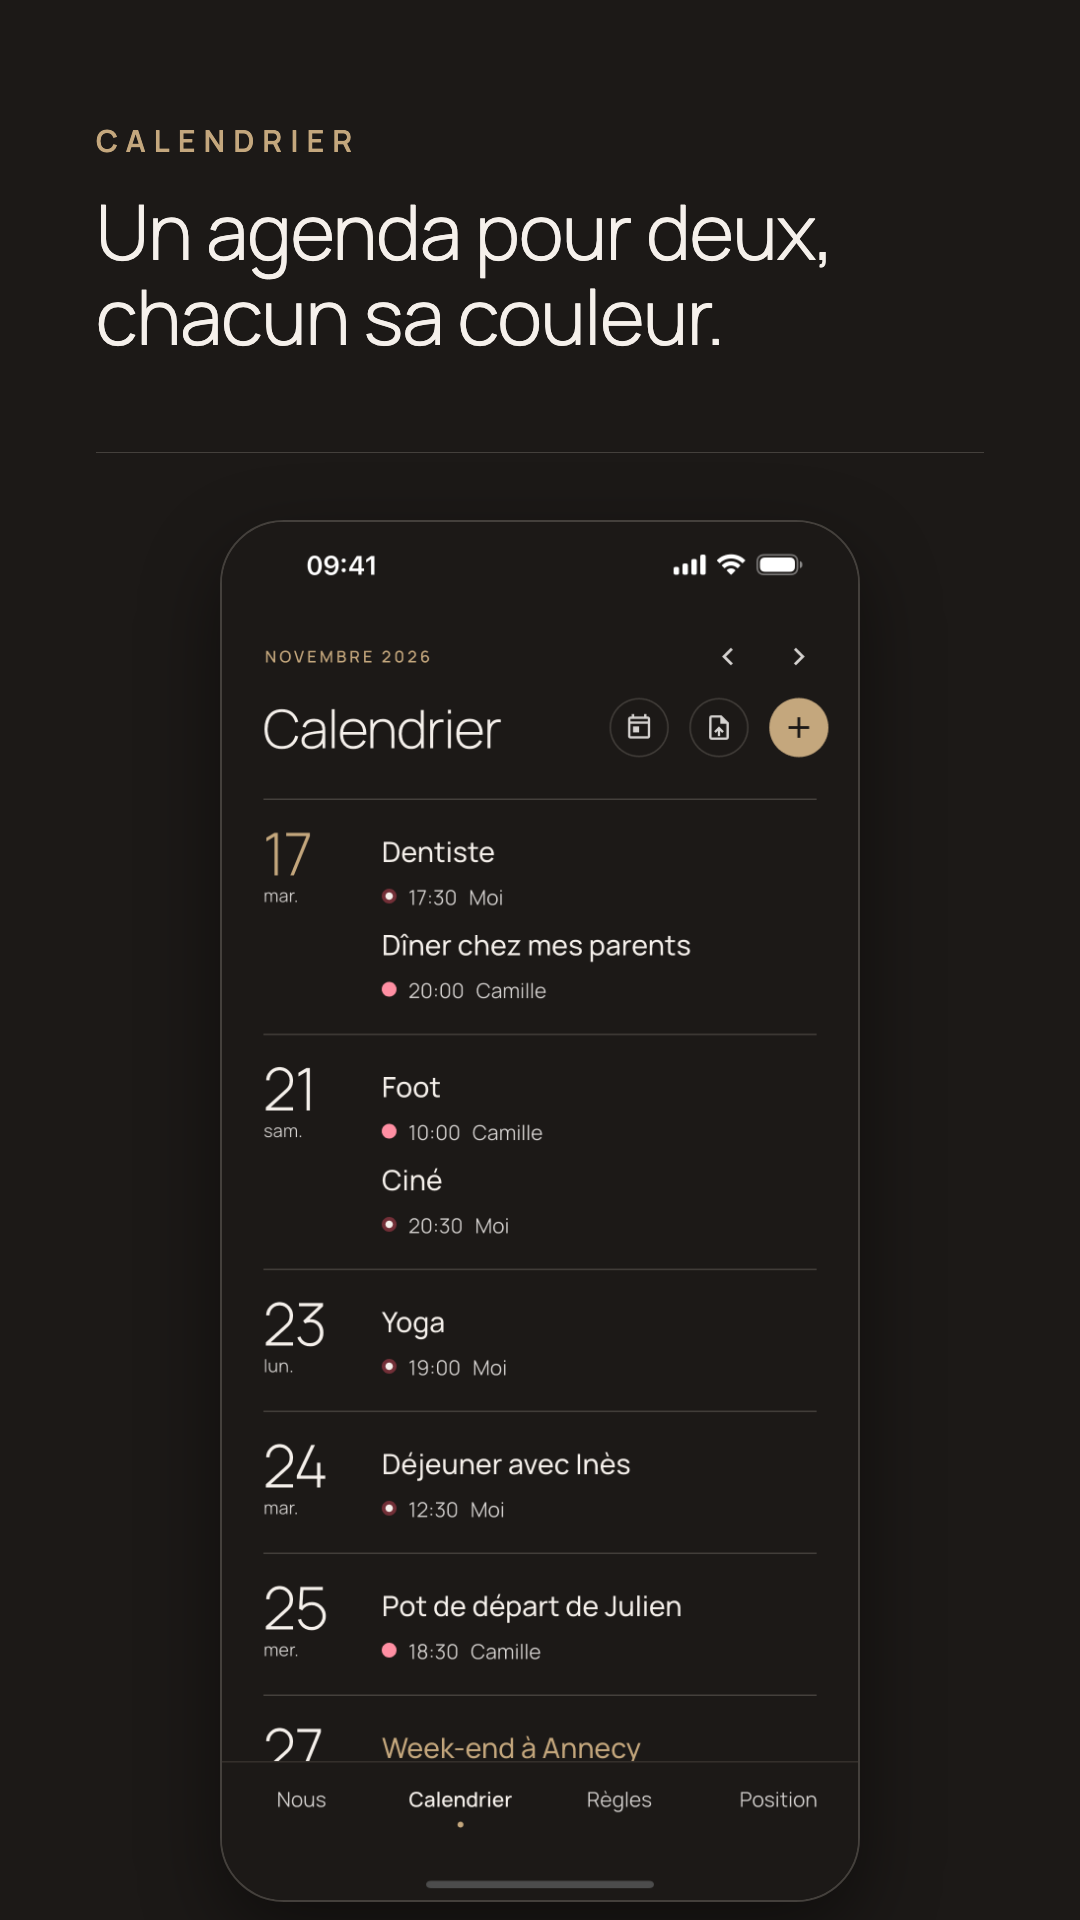 CALENDRIER
Un agenda pour deux,
chacun sa couleur.
09:41
NOVEMBRE 2026
Calendrier
17
mar.
Dentiste
17:30 Moi
Dîner chez mes parents
20:00 Camille
21
sam.
Foot
10:00 Camille
Ciné
20:30 Moi
23
lun.
Yoga
19:00 Moi
24
mar.
Déjeuner avec Inès
12:30 Moi
25
mer.
Pot de départ de Julien
18:30 Camille
27
Week-end à Annecy
Nous Calendrier Règles Position